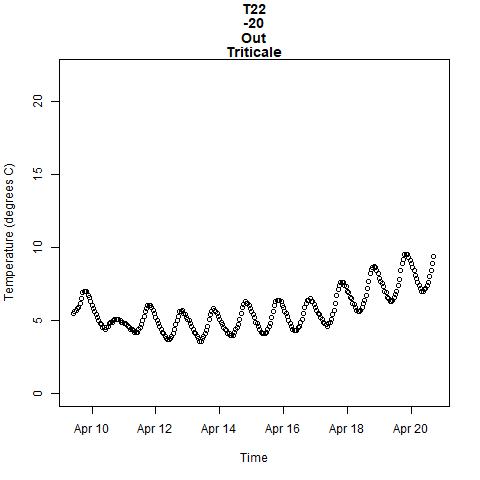 T22
-20
Out
Triticale
Temperature (degrees C)
20
15
10
5
0
Apr 10
Apr 12
Apr 14
Apr 16
Apr 18
Apr 20
Time